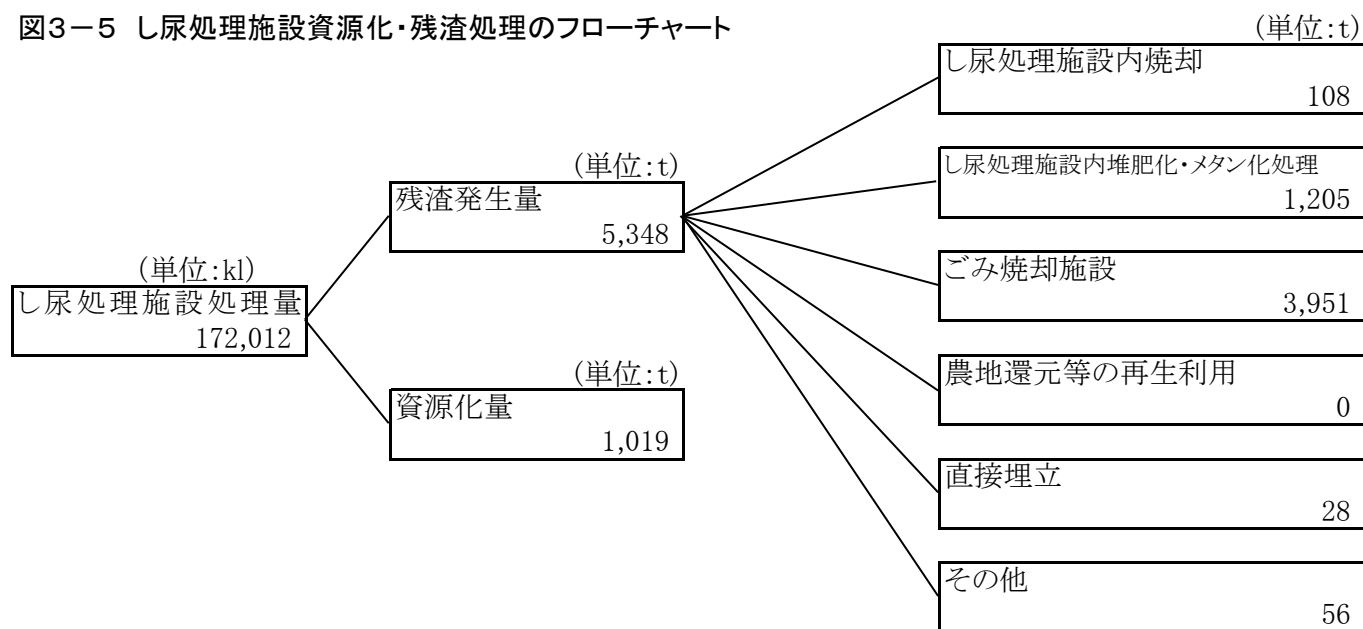 図3－5 し尿処理施設資源化・残渣処理のフローチャート
(単位:t)
し尿処理施設内焼却
108
(単位:t)
し尿処理施設内堆肥化・メタン化処理
残渣発生量
1,205
5,348
(単位:kl)
ごみ焼却施設
し尿処理施設処理量
3,951
172,012
(単位:t)
農地還元等の再生利用
資源化量
0
1,019
直接埋立
28
その他
56